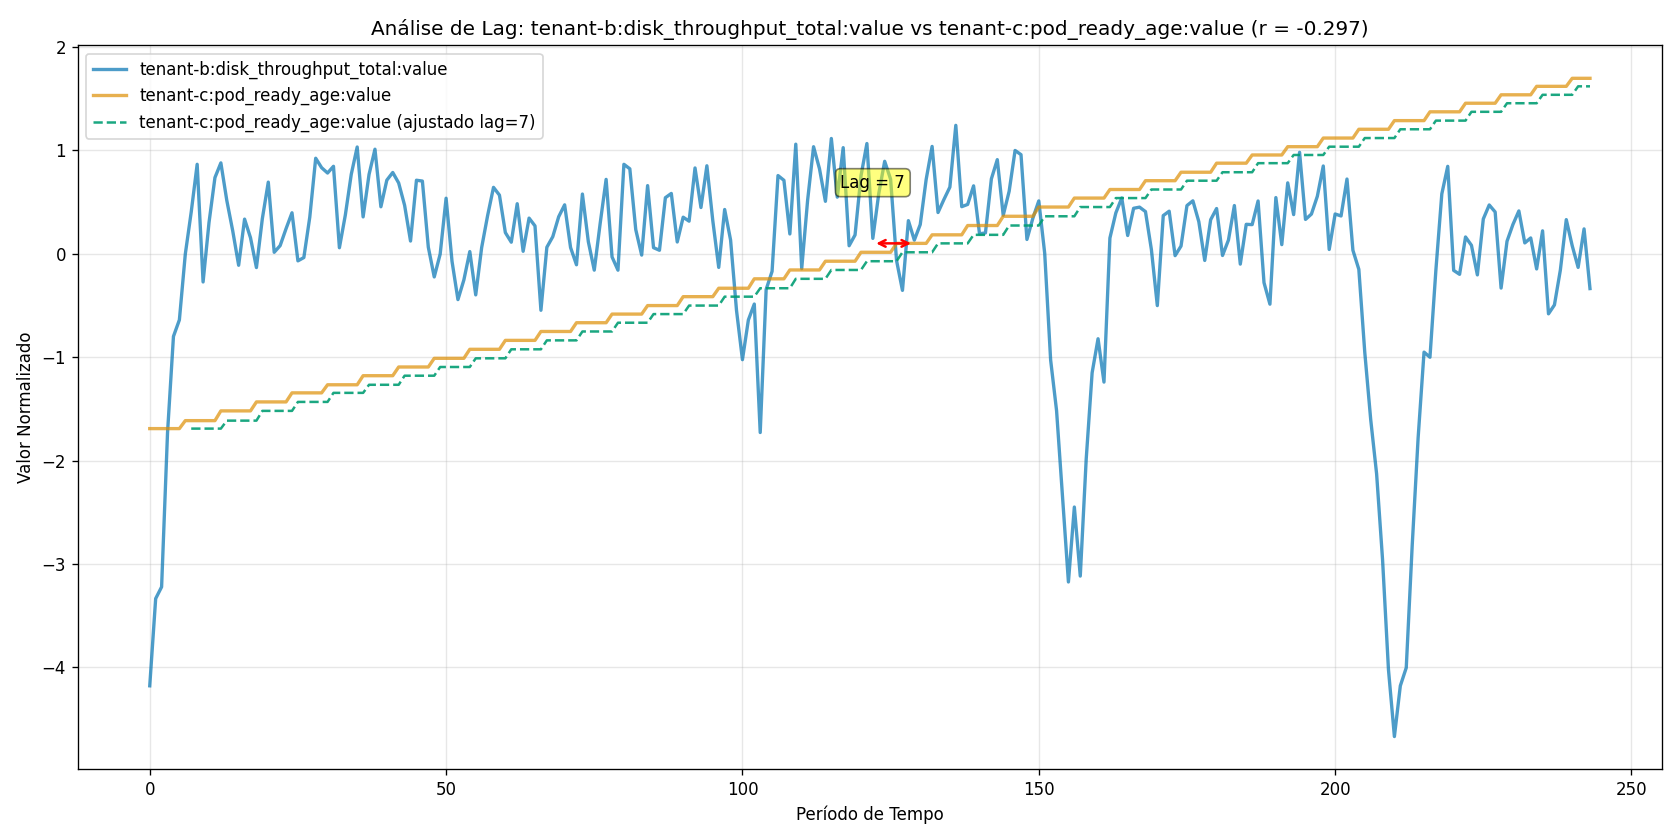 Análise de Lag: tenant-b:disk_throughput_total:value vs tenant-c:pod_ready_age:value (r = -0.297)
tenant-b:disk_throughput_total:value
tenant-c:pod_ready_age:value
tenant-c:pod_ready_age:value (ajustado lag=7)
Lag = 7
Valor Normalizado
2
1
0
−1
−2
−3
−4
0
50
100
150
200
250
Período de Tempo